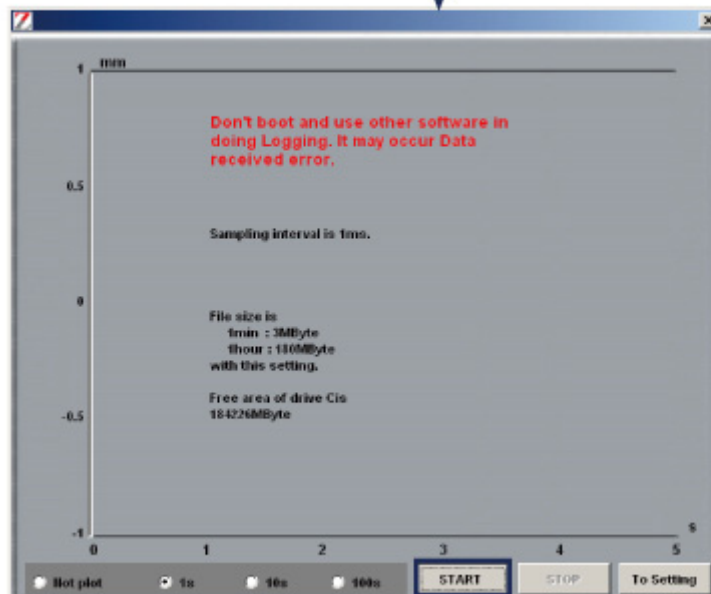 1 mm
Don't boot and use other software in
doing Logging. It may occur Data
received error.
0.5
Sampling interval is 1ms.
0
File size is
1min : 3MByte
1hour : 180MByte
with this setting.
Free area of drive Cis
184226MByte
-0.5
-1
s
0 1 2 3 4 5
Not plot 1s 10s 100s START STOP To Setting